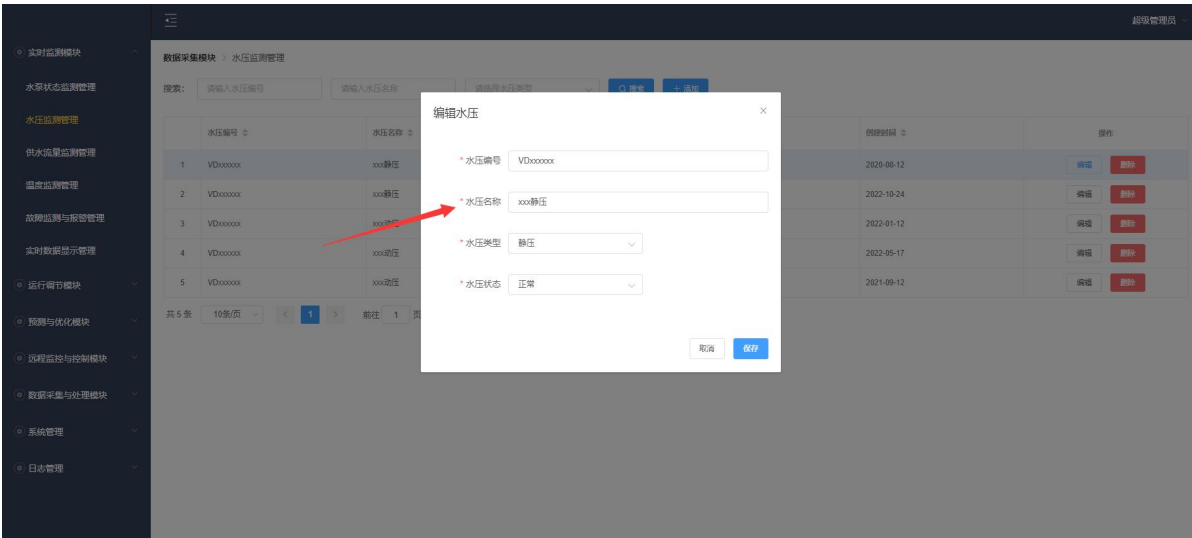 超级管理员
实时监测模块
水泵状态监测管理
水压监测管理
供水流量监测管理
温度监测管理
故障监测与报警管理
实时数据显示管理
运行调节模块
预测与优化模块
远程监控与控制模块
数据采集与处理模块
系统管理
日志管理
数据采集模块 > 水压监测管理
搜索: 请输入水压编号 请输入水压名称 请选择水压类型 搜索 + 添加
水压编号 水压名称 创建时间 操作
1 VDxxxxxx xxx静压 2020-08-12 编辑 删除
2 VDxxxxxx xxx静压 2022-10-24 编辑 删除
3 VDxxxxxx xxx动压 2022-01-12 编辑 删除
4 VDxxxxxx xxx动压 2022-05-17 编辑 删除
5 VDxxxxxx xxx动压 2021-09-12 编辑 删除
共 5 条 10条/页 < 1 > 前往 1 页
编辑水压 ×
* 水压编号 VDxxxxxx
* 水压名称 xxx静压
* 水压类型 静压
* 水压状态 正常
取消 保存